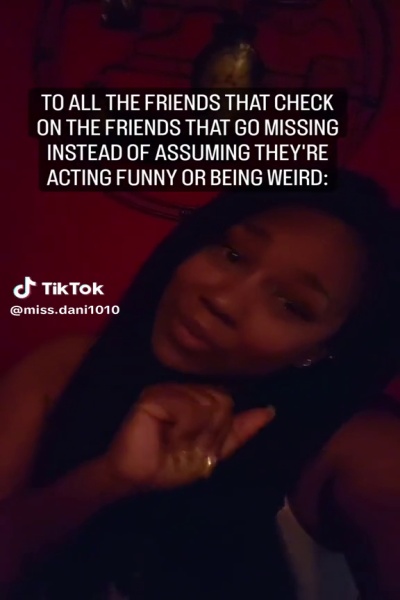 TO ALL THE FRIENDS THAT CHECK
ON THE FRIENDS THAT GO MISSING
INSTEAD OF ASSUMING THEY'RE
ACTING FUNNY OR BEING WEIRD:
TikTok
@miss.dani1010